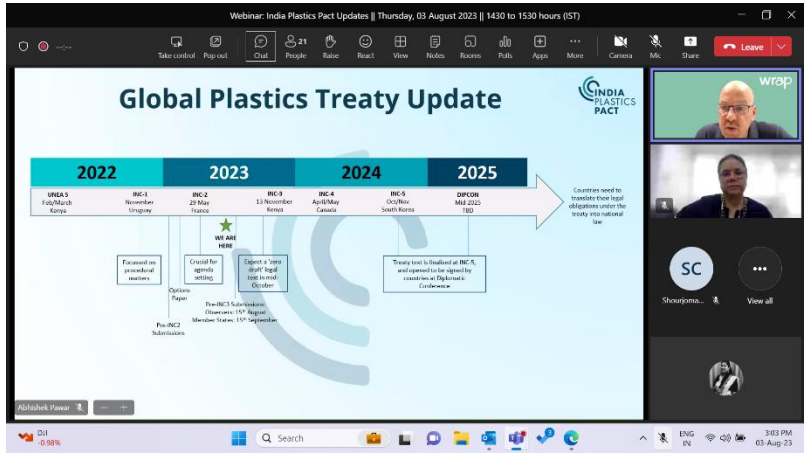 Webinar: India Plastics Pact Updates || Thursday, 03 August 2023 || 1430 to 1530 hours (IST)
--:--
Take control
Pop out
Chat
21
People
Raise
React
View
Notes
Rooms
Polls
Apps
More
Camera
Mic
Share
Leave
Global Plastics Treaty Update
INDIA
PLASTICS
PACT
2022
2023
2024
2025
UNEA 5
Feb/March
Kenya
INC-1
November
Uruguay
INC-2
29 May
France
INC-3
13 November
Kenya
INC-4
April/May
Canada
INC-5
Oct/Nov
South Korea
DIPCON
Mid 2025
TBD
Countries need to
translate their legal
obligations under the
treaty into national
law
WE ARE
HERE
Focussed on
procedural
matters
Crucial for
agenda
setting
Expect a 'zero
draft' legal
text in mid-
October
Treaty text is finalised at INC-5,
and opened to be signed by
countries at Diplomatic
Conference
Options
Paper
Pre-INC3 Submissions:
Observers: 15th August
Member States: 15th September
Pre-INC2
Submissions
wrap
SC
Shourjoma...
View all
Abhishek Pawar
DJI
-0.98%
Search
ENG
IN
3:03 PM
03-Aug-23